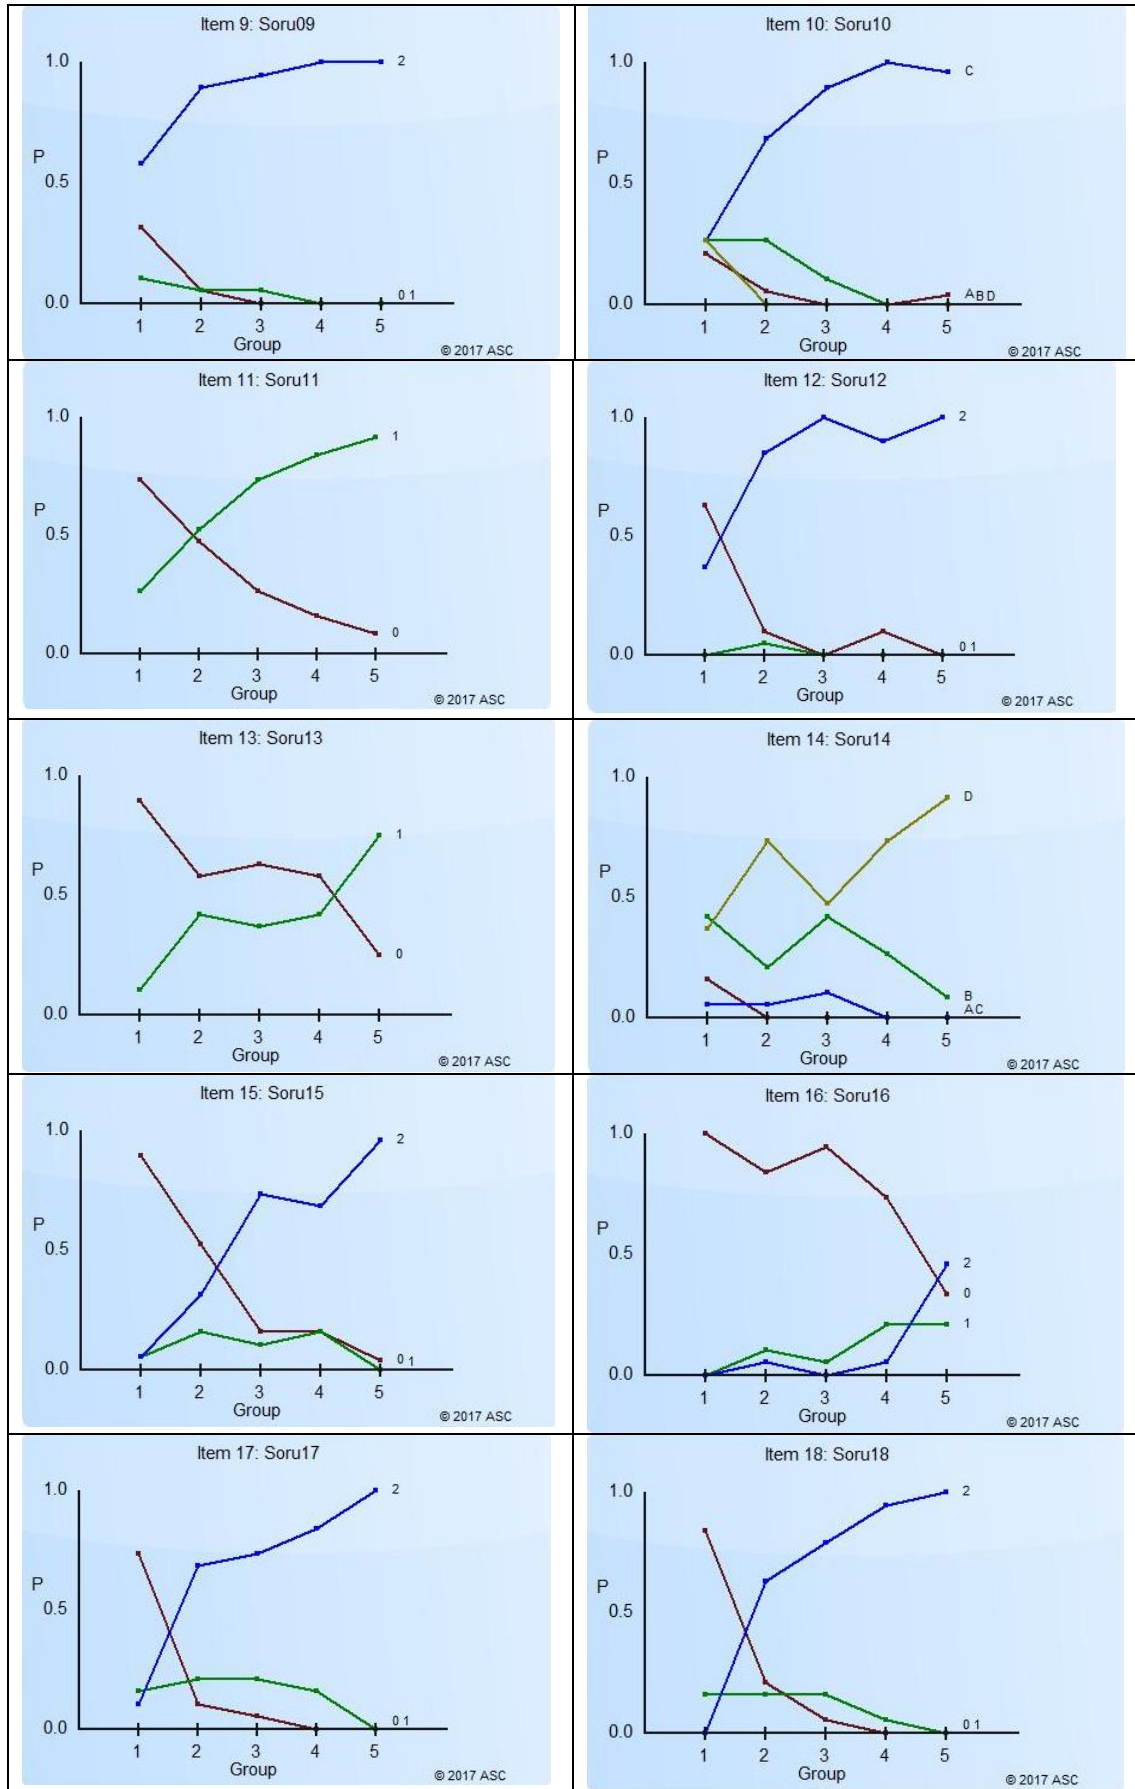 Item 9: Soru09
1.0
2
P
0.5
0.0
0 1
1 2 3 4 5
Group
© 2017 ASC
Item 10: Soru10
1.0
C
P
0.5
0.0
A B D
1 2 3 4 5
Group
© 2017 ASC
Item 11: Soru11
1.0
1
P
0.5
0
0.0
1 2 3 4 5
Group
© 2017 ASC
Item 12: Soru12
1.0
2
P
0.5
0.0
0 1
1 2 3 4 5
Group
© 2017 ASC
Item 13: Soru13
1.0
1
P
0.5
0
0.0
1 2 3 4 5
Group
© 2017 ASC
Item 14: Soru14
1.0
D
P
0.5
B
A C
0.0
1 2 3 4 5
Group
© 2017 ASC
Item 15: Soru15
1.0
2
P
0.5
0 1
0.0
1 2 3 4 5
Group
© 2017 ASC
Item 16: Soru16
1.0
P
0.5
2
0
1
0.0
1 2 3 4 5
Group
© 2017 ASC
Item 17: Soru17
1.0
2
P
0.5
0.0
0 1
1 2 3 4 5
Group
© 2017 ASC
Item 18: Soru18
1.0
2
P
0.5
0.0
0 1
1 2 3 4 5
Group
© 2017 ASC